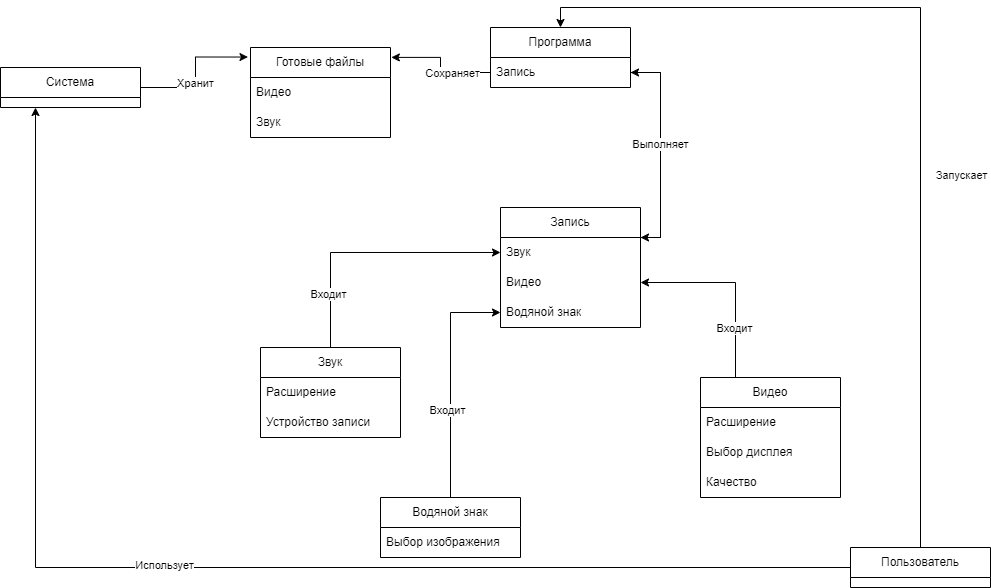 Программа
Готовые файлы
Сохраняет
Запись
Система
Хранит
Видео
Звук
Выполняет
Запускает
Запись
Звук
Видео
Водяной знак
Входит
Входит
Звук
Расширение
Устройство записи
Входит
Видео
Расширение
Выбор дисплея
Качество
Водяной знак
Выбор изображения
Использует
Пользователь